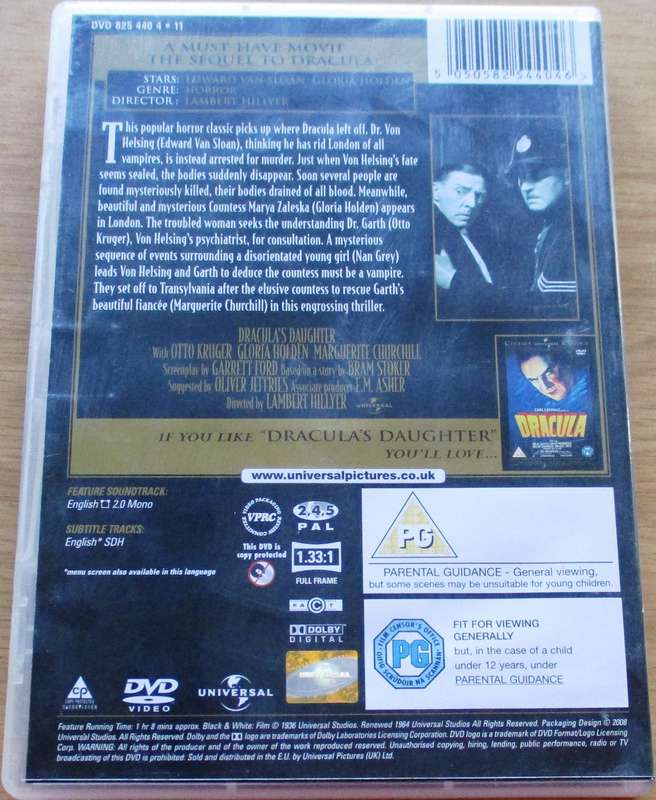 DVD 825 440 4 • 11
5 050582 544046 >
A MUST HAVE MOVIE
THE SEQUEL TO DRACULA
STARS: EDWARD VAN SLOAN, GLORIA HOLDEN
GENRE: HORROR
DIRECTOR: LAMBERT HILLYER
This popular horror classic picks up where Dracula left off. Dr. Von
Helsing (Edward Van Sloan), thinking he has rid London of all
vampires, is instead arrested for murder. Just when Von Helsing's fate
seems sealed, the bodies suddenly disappear. Soon several people are
found mysteriously killed, their bodies drained of all blood. Meanwhile,
beautiful and mysterious Countess Marya Zaleska (Gloria Holden) appears
in London. The troubled woman seeks the understanding Dr. Garth (Otto
Kruger), Von Helsing's psychiatrist, for consultation. A mysterious
sequence of events surrounding a disorientated young girl (Nan Grey)
leads Von Helsing and Garth to deduce the countess must be a vampire.
They set off to Transylvania after the elusive countess to rescue Garth's
beautiful fiancée (Marguerite Churchill) in this engrossing thriller.
DRACULA'S DAUGHTER
With OTTO KRUGER GLORIA HOLDEN MARGUERITE CHURCHILL
Screenplay by GARRETT FORD Based on a story by BRAM STOKER
Suggested by OLIVER JEFFRIES Associate producer E.M. ASHER
Directed by LAMBERT HILLYER UNIVERSAL
DRACULA
IF YOU LIKE "DRACULA'S DAUGHTER"
YOU'LL LOVE...
www.universalpictures.co.uk
FEATURE SOUNDTRACK:
English 2.0 Mono
SUBTITLE TRACKS:
English* SDH
*menu screen also available in this language
VPRC
This DVD is
copy protected
2,4,5
PAL
1.33:1
FULL FRAME
DOLBY
DIGITAL
PG
PARENTAL GUIDANCE - General viewing,
but some scenes may be unsuitable for young children.
FILM CENSOR'S OFFICE
OIFIG SCRÚDÓIR NA SCANNÁN
PG
FIT FOR VIEWING
GENERALLY
but, in the case of a child
under 12 years, under
PARENTAL GUIDANCE
CP
DVD
VIDEO
UNIVERSAL
Feature Running Time: 1 hr 8 mins approx. Black & White: Film © 1936 Universal Studios. Renewed 1964 Universal Studios All Rights Reserved. Packaging Design © 2008
Universal Studios. All Rights Reserved. Dolby and the DD logo are trademarks of Dolby Laboratories Licensing Corporation. DVD logo is a trademark of DVD Format/Logo Licensing
Corp. WARNING: All rights of the producer and of the owner of the work reproduced reserved. Unauthorised copying, hiring, lending, public performance, radio or TV
broadcasting of this DVD is prohibited. Sold and distributed in the E.U. by Universal Pictures (UK) Ltd.